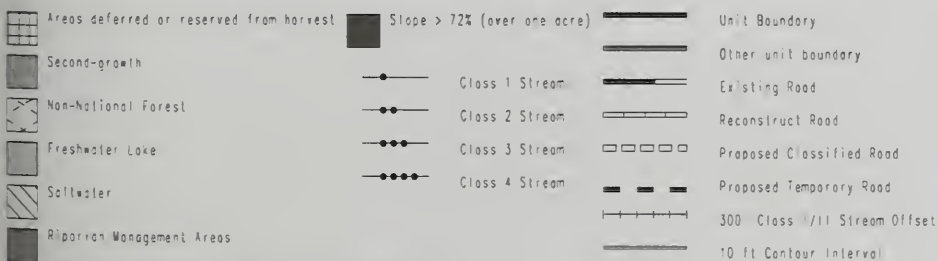 Areas deferred or reserved from harvest
Second-growth
Non-National Forest
Freshwater Lake
Saltwater
Riparian Management Areas
Slope > 72% (over one acre)
Class 1 Stream
Class 2 Stream
Class 3 Stream
Class 4 Stream
Unit Boundary
Other unit boundary
Existing Road
Reconstruct Road
Proposed Classified Road
Proposed Temporary Road
300 Class /II Stream Offset
10 ft Contour Interval